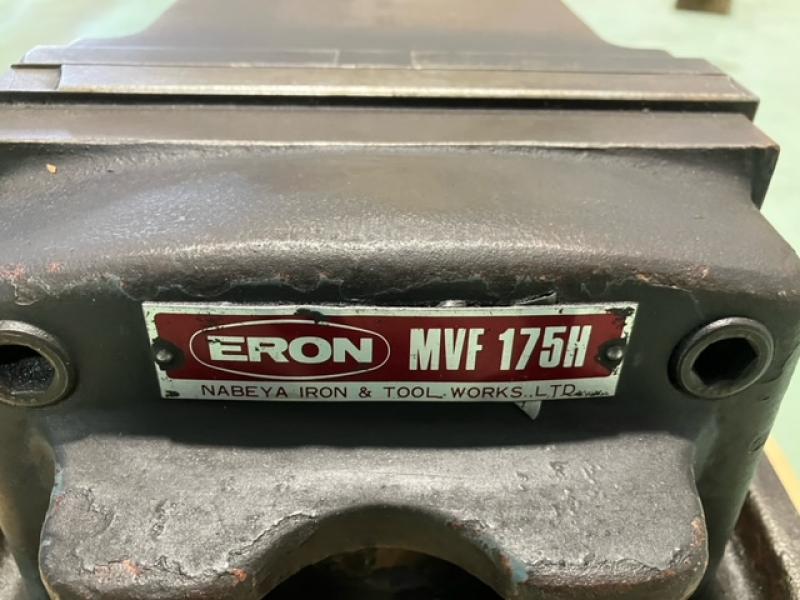 ERON MVF 175H
NABEYA IRON & TOOL WORKS., LTD.